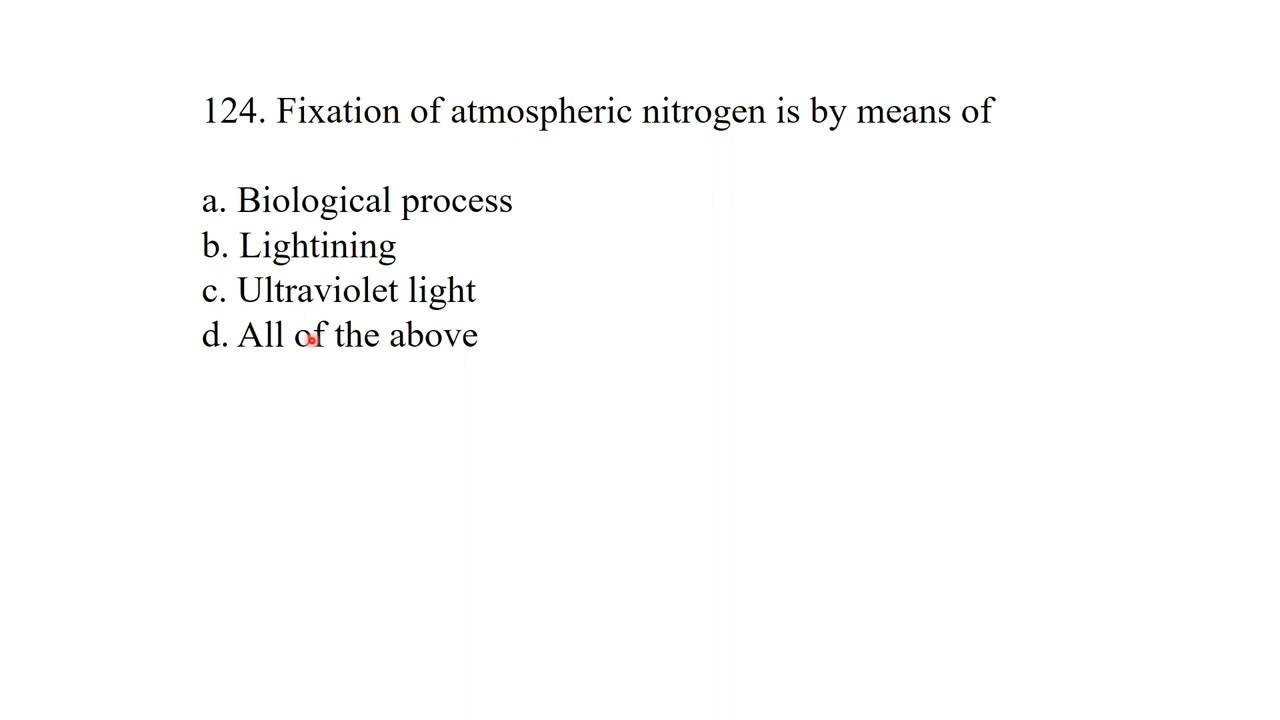 124. Fixation of atmospheric nitrogen is by means of
a. Biological process
b. Lightining
c. Ultraviolet light
d. All of the above